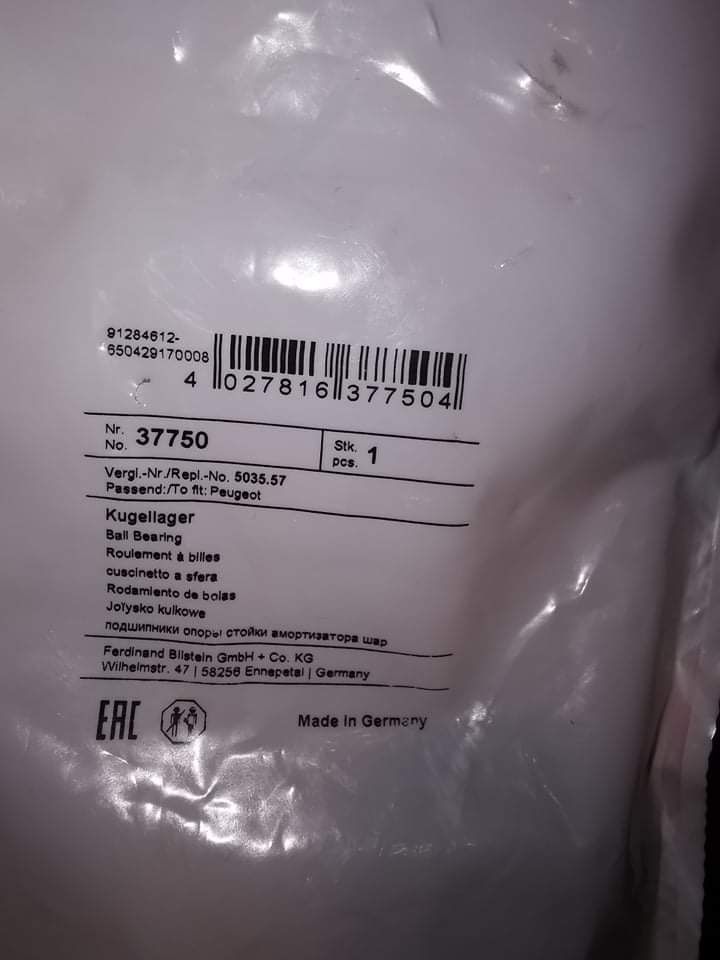 91284612-
650429170008
4 027816 377504
Nr.
No. 37750
Stk.
pcs. 1
Vergl.-Nr./Repl.-No. 5035.57
Passend:/To fit: Peugeot
Kugellager
Ball Bearing
Roulement à billes
cuscinetto a sfera
Rodamiento de bolas
Łożysko kulkowe
подшипники опоры стойки амортизатора шар
Ferdinand Bilstein GmbH + Co. KG
Wilhelmstr. 47 | 58256 Ennepetal | Germany
EAC
Made in Germany